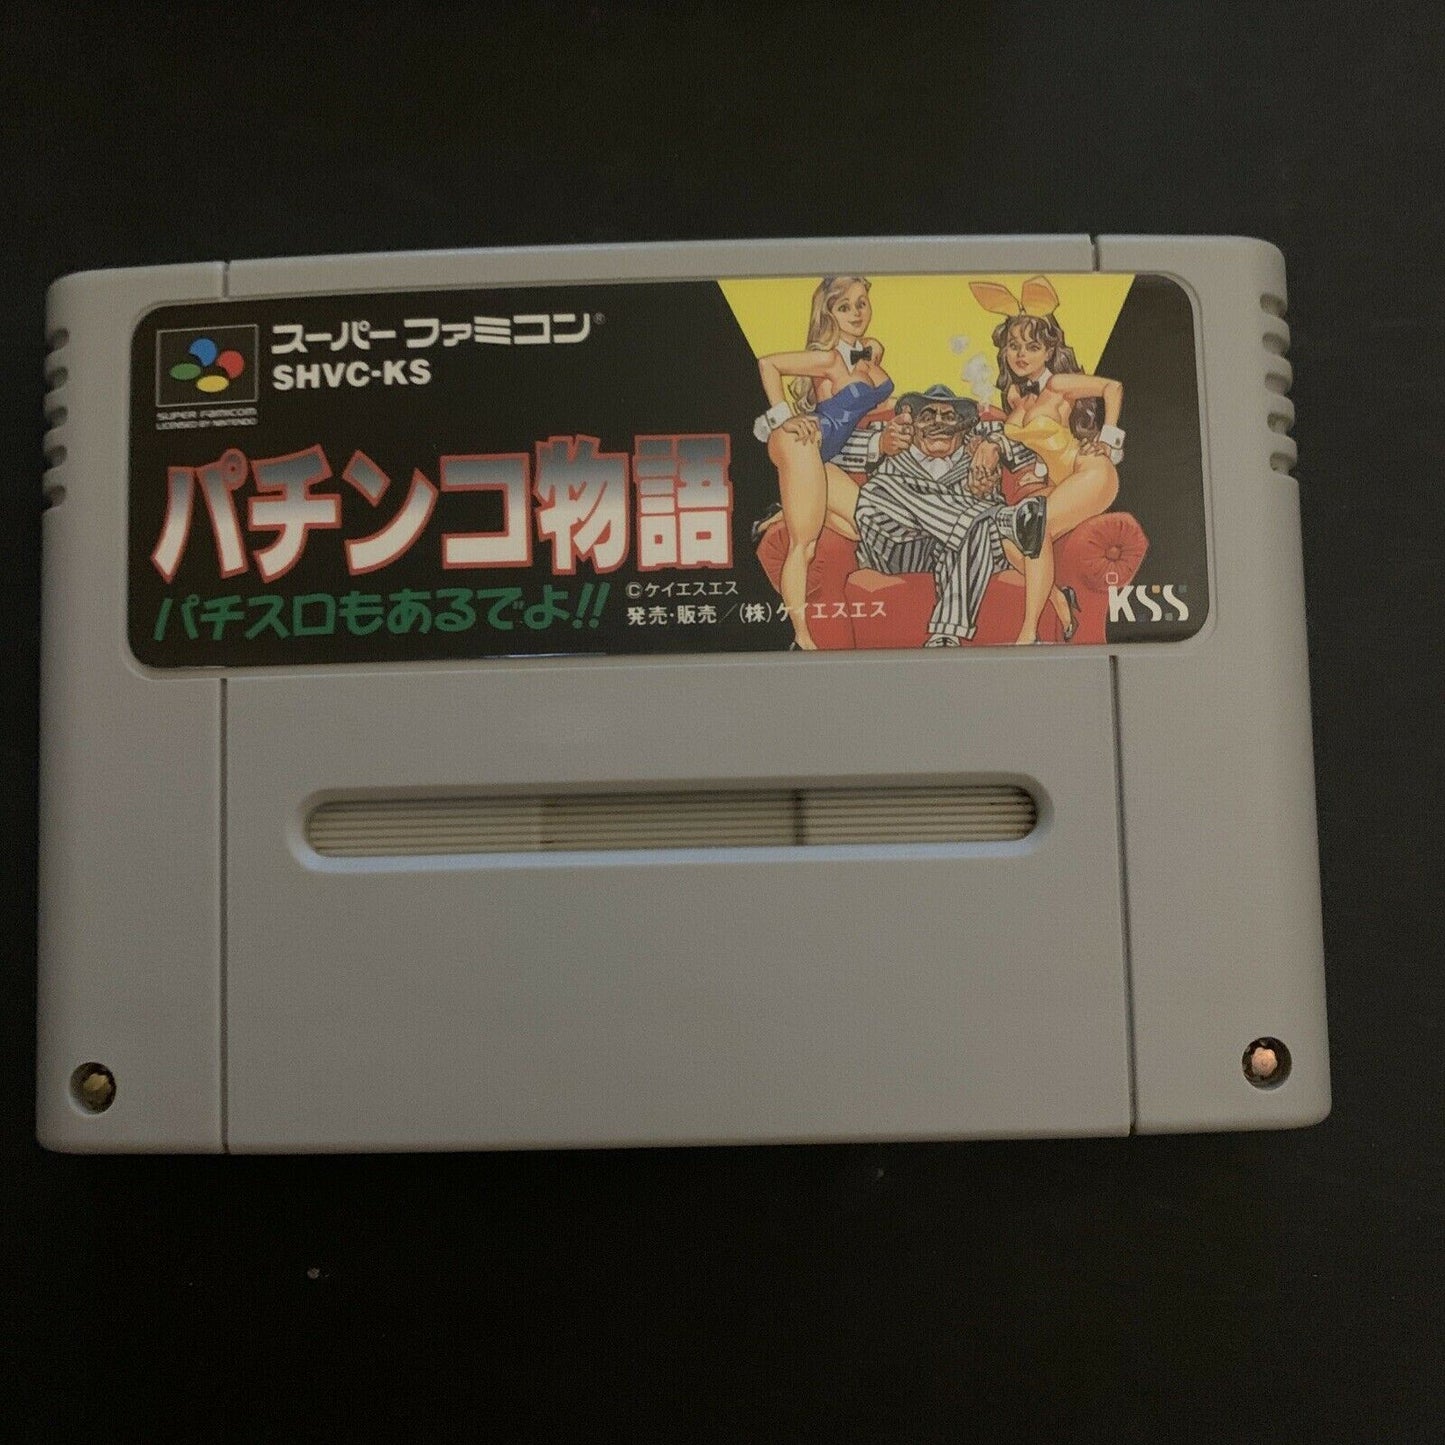 スーパーファミコン®
SHVC-KS
SUPER FAMICOM
LICENSED BY NINTENDO
パチンコ物語
パチスロもあるでよ!!
©ケイエスエス
発売・販売/(株)ケイエスエス
KSS